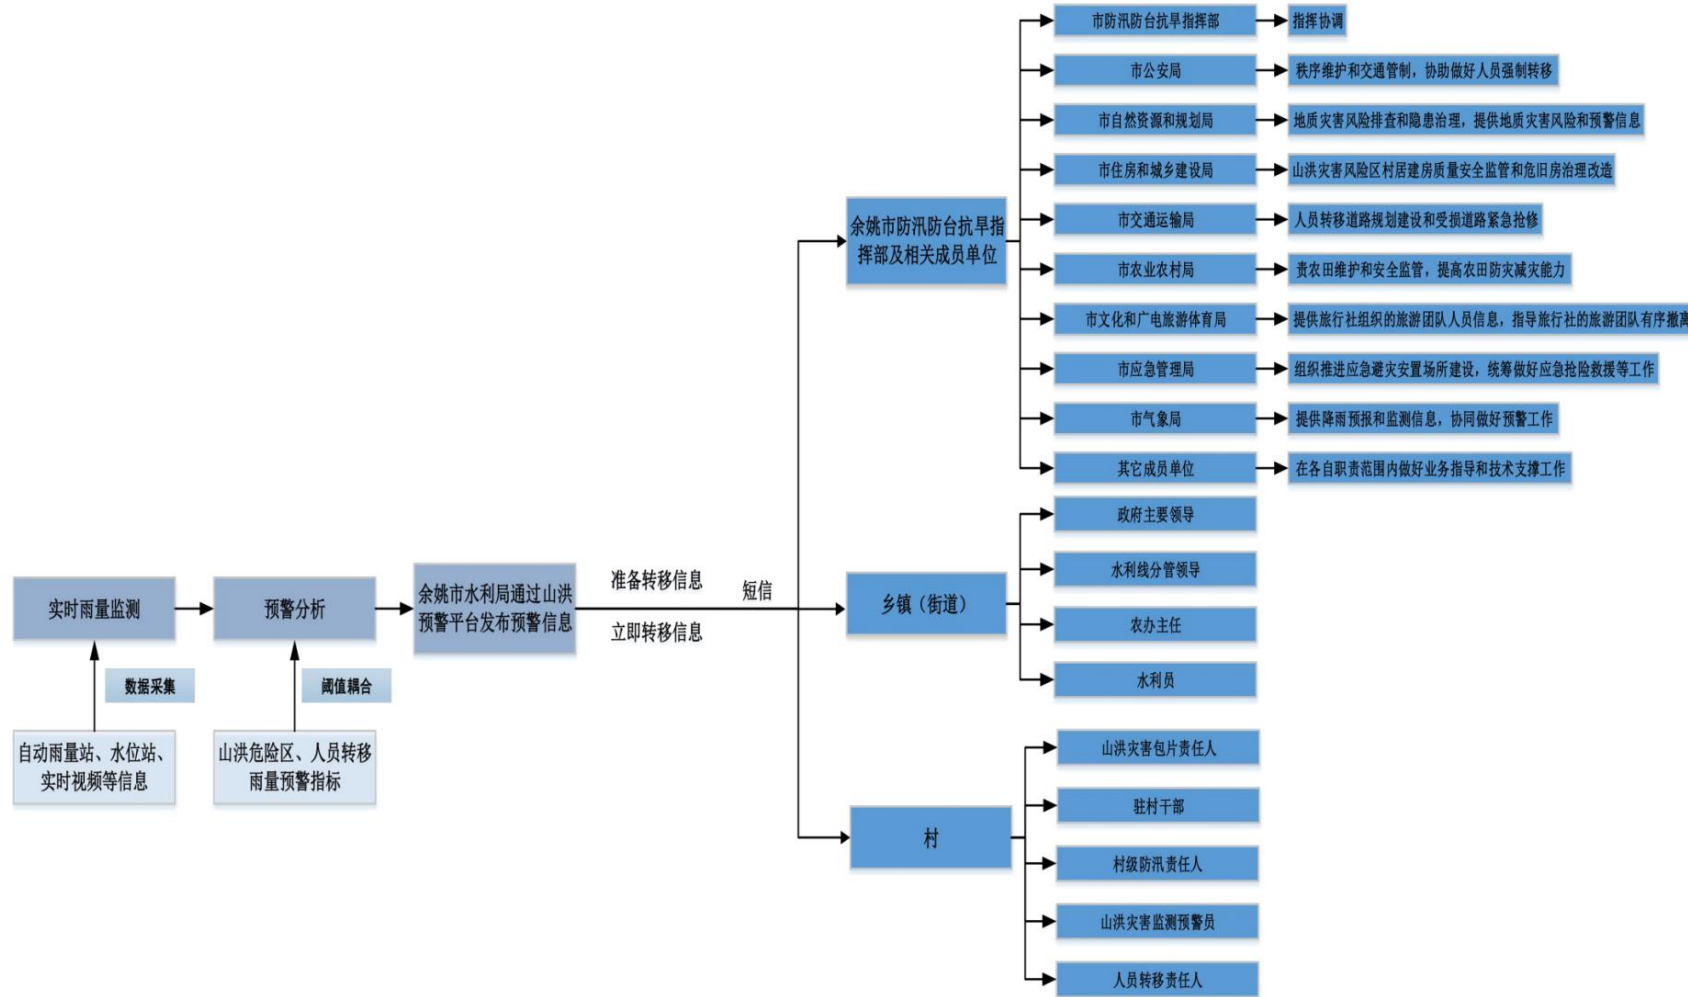 实时雨量监测
数据采集
自动雨量站、水位站、
实时视频等信息
预警分析
阈值耦合
山洪危险区、人员转移
雨量预警指标
余姚市水利局通过山洪
预警平台发布预警信息
准备转移信息
立即转移信息
短信
余姚市防汛防台抗旱指
挥部及相关成员单位
市防汛防台抗旱指挥部
指挥协调
市公安局
秩序维护和交通管制，协助做好人员强制转移
市自然资源和规划局
地质灾害风险排查和隐患治理，提供地质灾害风险和预警信息
市住房和城乡建设局
山洪灾害风险区村居建房质量安全监管和危旧房治理改造
市交通运输局
人员转移道路规划建设和受损道路紧急抢修
市农业农村局
责农田维护和安全监管，提高农田防灾减灾能力
市文化和广电旅游体育局
提供旅行社组织的旅游团队人员信息，指导旅行社的旅游团队有序撤离
市应急管理局
组织推进应急避灾安置场所建设，统筹做好应急抢险救援等工作
市气象局
提供降雨预报和监测信息，协同做好预警工作
其它成员单位
在各自职责范围内做好业务指导和技术支撑工作
乡镇（街道）
政府主要领导
水利线分管领导
农办主任
水利员
村
山洪灾害包片责任人
驻村干部
村级防汛责任人
山洪灾害监测预警员
人员转移责任人